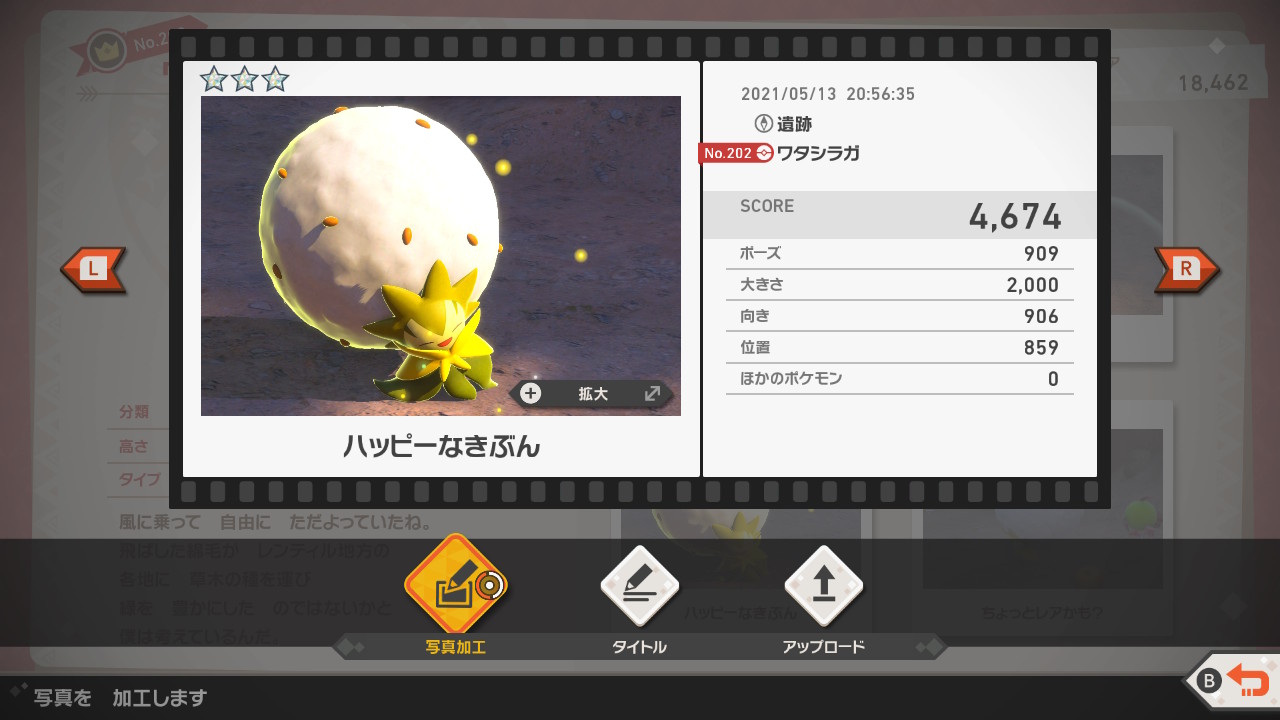 No.2
18,462
2021/05/13 20:56:35
遺跡
No.202 ワタシラガ
SCORE 4,674
ポーズ 909
大きさ 2,000
向き 906
位置 859
ほかのポケモン 0
L
R
+ 拡大
ハッピーなきぶん
分類
高さ
タイプ
風に乗って 自由に ただよっていたね。
飛ばした綿毛が レンティル地方の
各地に 草木の種を運び
豊かにした のではないかと
僕は考えているんだ。
ハッピーなきぶん
ちょっとレアかも?
写真加工
タイトル
アップロード
写真を 加工します
B